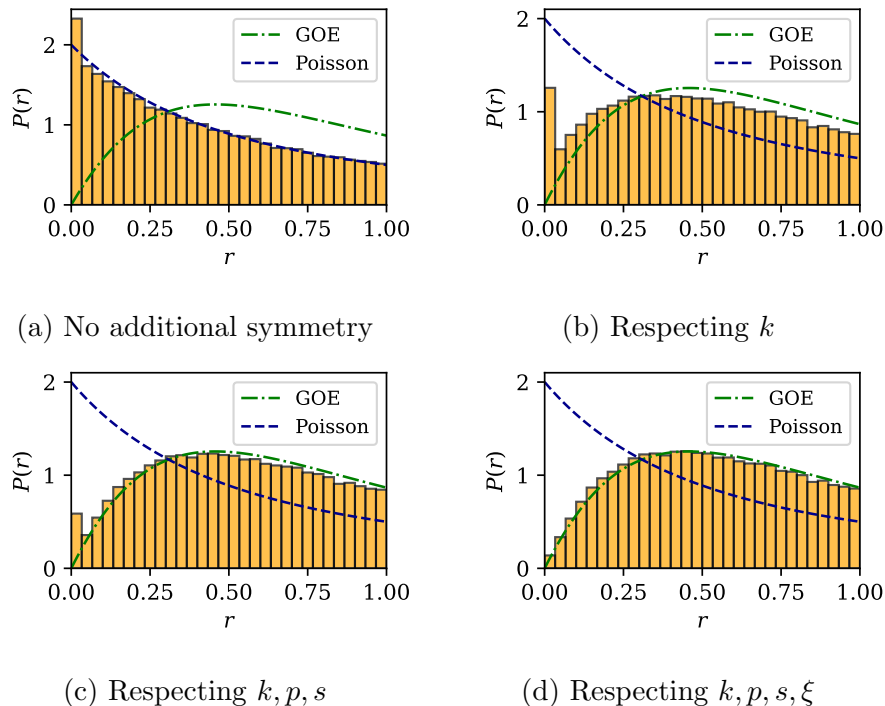 2
1
0
P(r)
GOE
Poisson
0.00 0.25 0.50 0.75 1.00
r
(a) No additional symmetry
2
1
0
P(r)
GOE
Poisson
0.00 0.25 0.50 0.75 1.00
r
(b) Respecting k
2
1
0
P(r)
GOE
Poisson
0.00 0.25 0.50 0.75 1.00
r
(c) Respecting k, p, s
2
1
0
P(r)
GOE
Poisson
0.00 0.25 0.50 0.75 1.00
r
(d) Respecting k, p, s, ξ